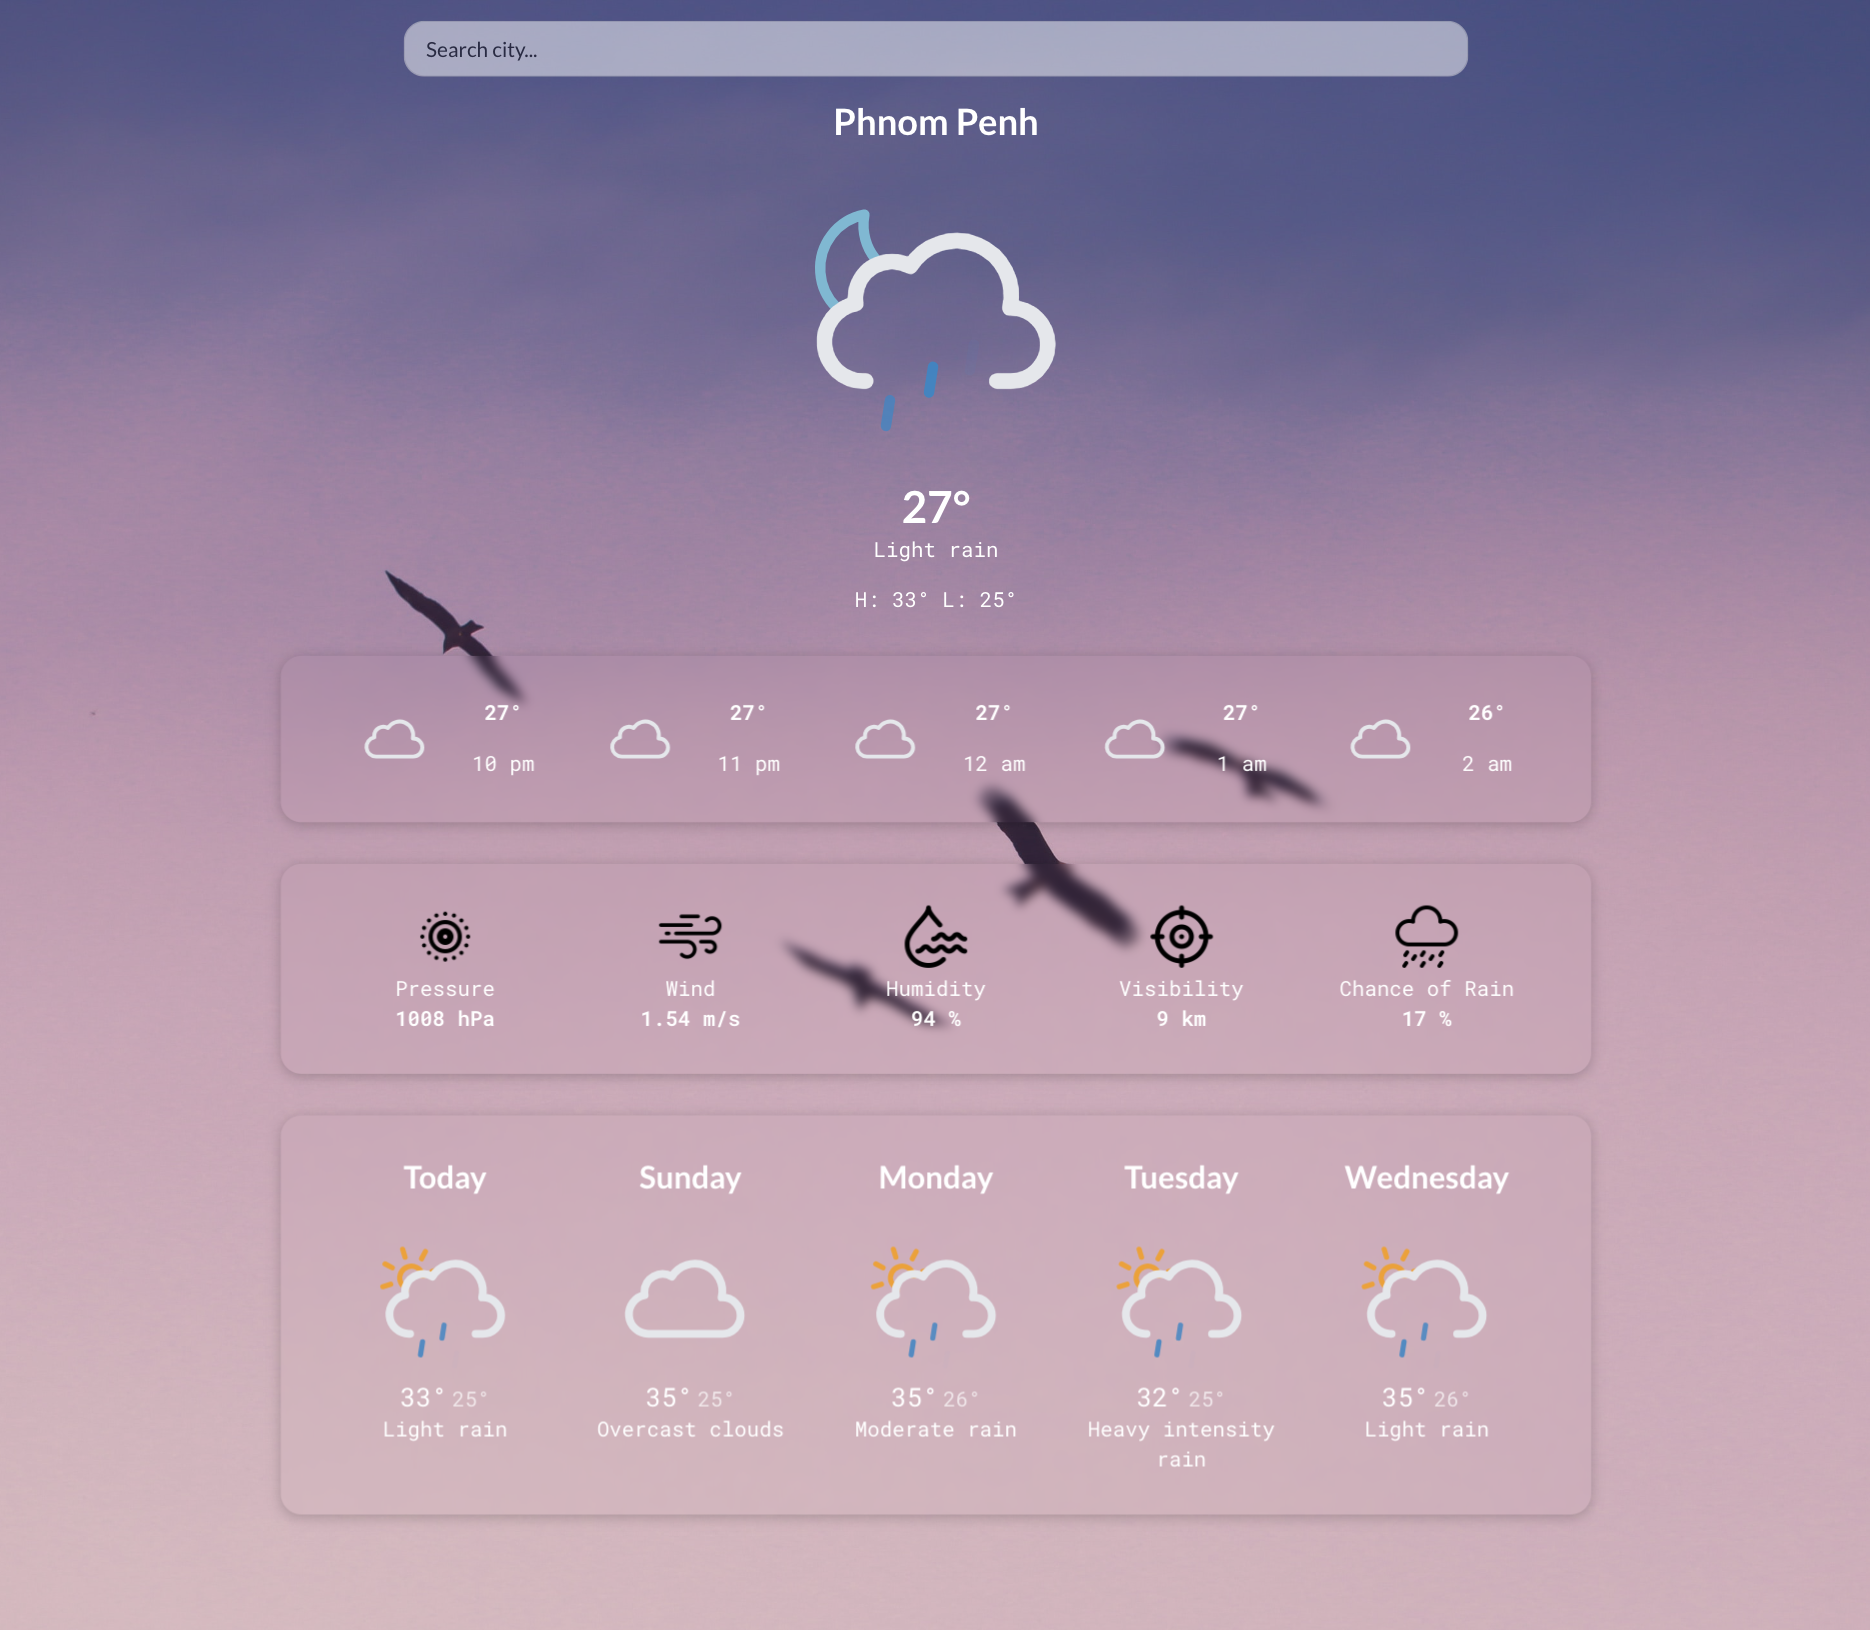 Search city...
Phnom Penh
27°
Light rain
H: 33° L: 25°
27° 27° 27° 27° 26°
10 pm 11 pm 12 am 1 am 2 am
Pressure Wind Humidity Visibility Chance of Rain
1008 hPa 1.54 m/s 94 % 9 km 17 %
Today Sunday Monday Tuesday Wednesday
33° 25° 35° 25° 35° 26° 32° 25° 35° 26°
Light rain Overcast clouds Moderate rain Heavy intensity Light rain
rain